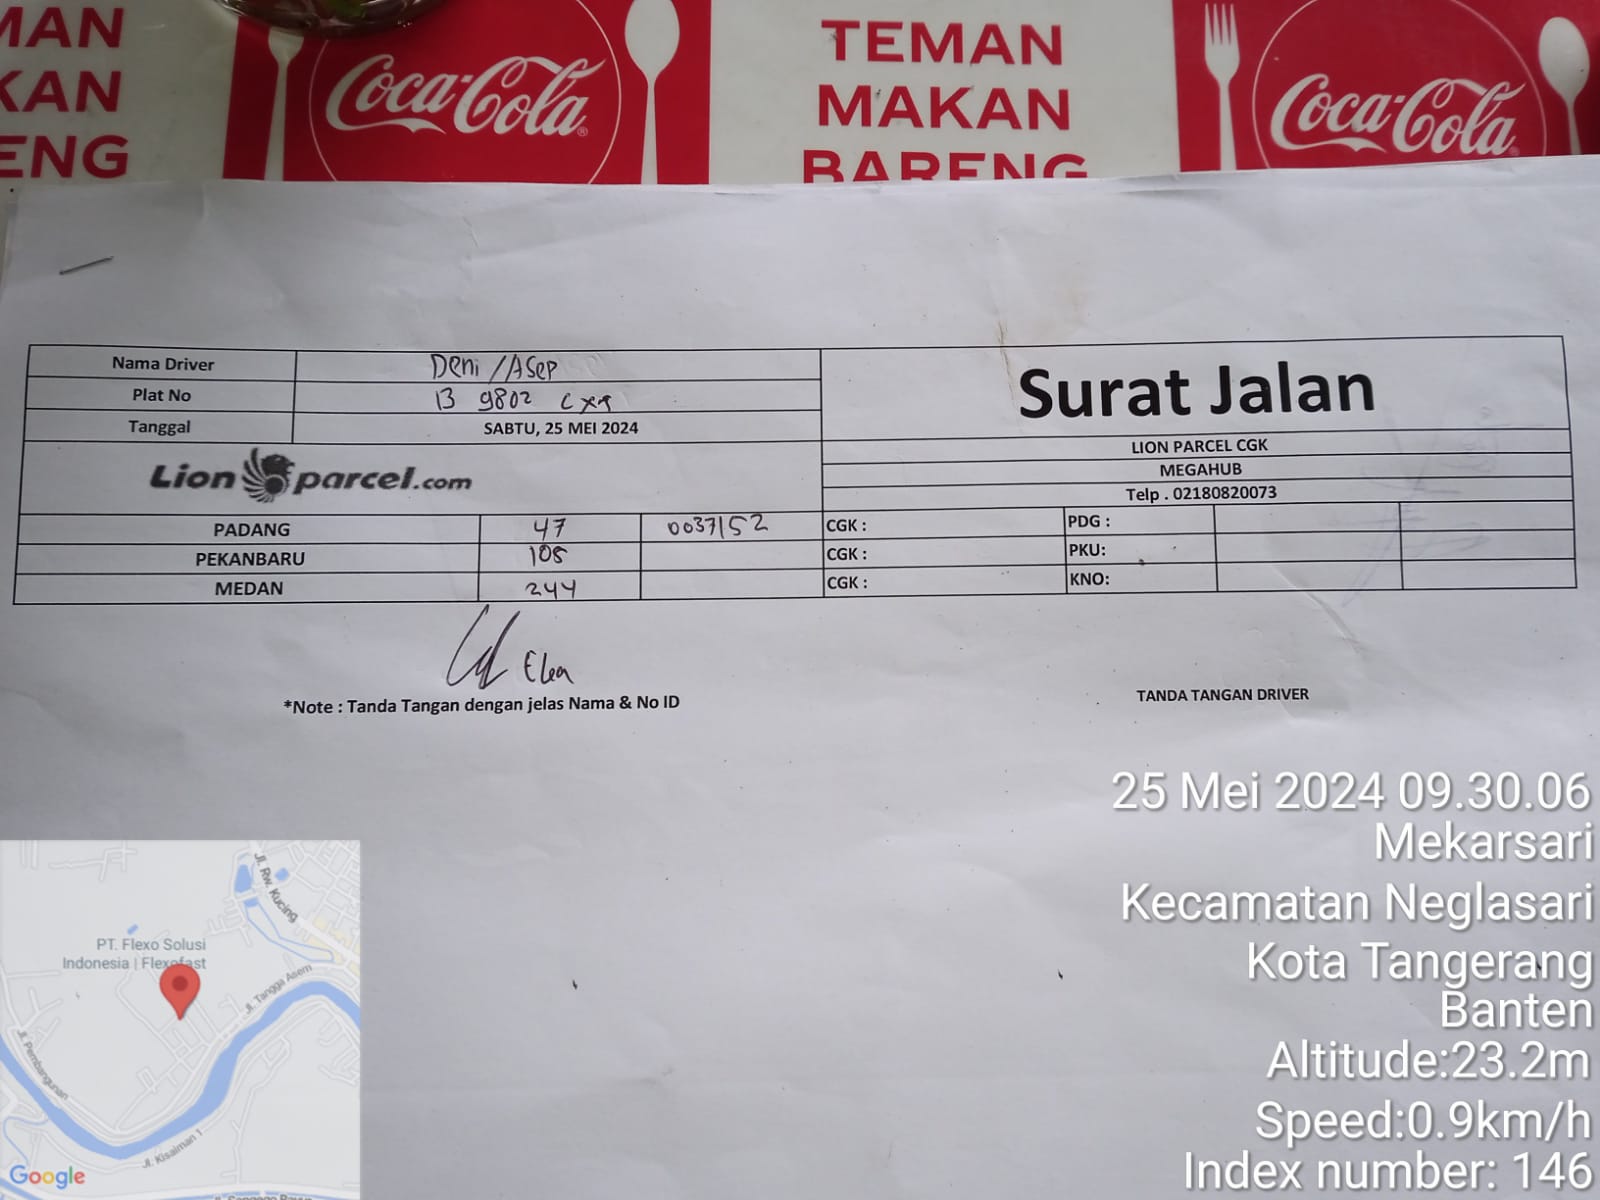 MAN
KAN
ENG
Coca-Cola
TEMAN
MAKAN
BARENG
Coca-Cola
Nama Driver Deni / Asep
Plat No B 9802
Tanggal SABTU, 25 MEI 2024
Surat Jalan
LION PARCEL CGK
MEGAHUB
Telp . 02180820073
Lion parcel.com
PADANG 47 0037152 CGK : PDG :
PEKANBARU 108 CGK : PKU:
MEDAN 244 CGK : KNO:
*Note : Tanda Tangan dengan jelas Nama & No ID
TANDA TANGAN DRIVER
25 Mei 2024 09.30.06
Mekarsari
Kecamatan Neglasari
Kota Tangerang
Banten
Altitude:23.2m
Speed:0.9km/h
Index number: 146
Jl. Rw. Kucing
PT. Flexo Solusi
Indonesia | Flexofast
Jl. Tangga Asem
Jl. Pembangunan
Jl. Kisaiman 1
Google